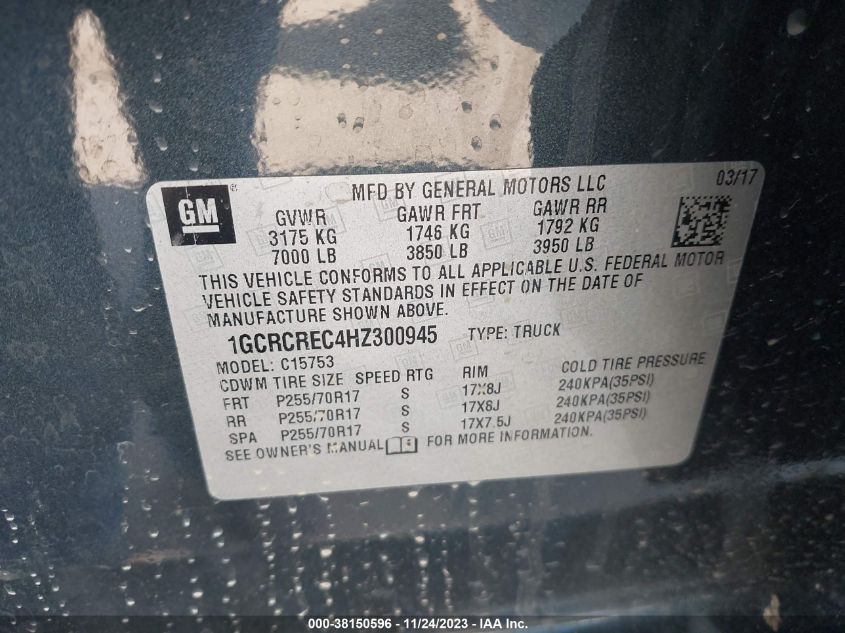 GM ®
MFD BY GENERAL MOTORS LLC 03/17
GVWR GAWR FRT GAWR RR
3175 KG 1746 KG 1792 KG
7000 LB 3850 LB 3950 LB
THIS VEHICLE CONFORMS TO ALL APPLICABLE U.S. FEDERAL MOTOR
VEHICLE SAFETY STANDARDS IN EFFECT ON THE DATE OF
MANUFACTURE SHOWN ABOVE.
1GCRCREC4HZ300945 TYPE: TRUCK
MODEL: C15753
CDWM TIRE SIZE SPEED RTG RIM COLD TIRE PRESSURE
FRT P255/70R17 S 17X8J 240KPA(35PSI)
RR P255/70R17 S 17X8J 240KPA(35PSI)
SPA P255/70R17 S 17X7.5J 240KPA(35PSI)
SEE OWNER'S MANUAL FOR MORE INFORMATION.
000-38150596 - 11/24/2023 - IAA Inc.